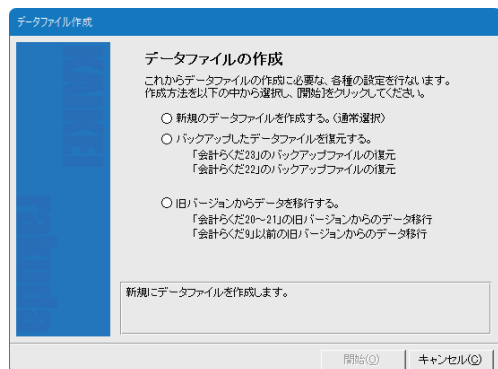 データファイル作成
データファイルの作成
これからデータファイルの作成に必要な、各種の設定を行ないます。
作成方法を以下の中から選択し、[開始]をクリックしてください。
新規のデータファイルを作成する。(通常選択)
バックアップしたデータファイルを復元する。
「会計らくだ23」のバックアップファイルの復元
「会計らくだ22」のバックアップファイルの復元
旧バージョンからデータを移行する。
「会計らくだ20～21」の旧バージョンからのデータ移行
「会計らくだ9」以前の旧バージョンからのデータ移行
新規にデータファイルを作成します。
開始(O)
キャンセル(C)
KAIKEI
rakuda